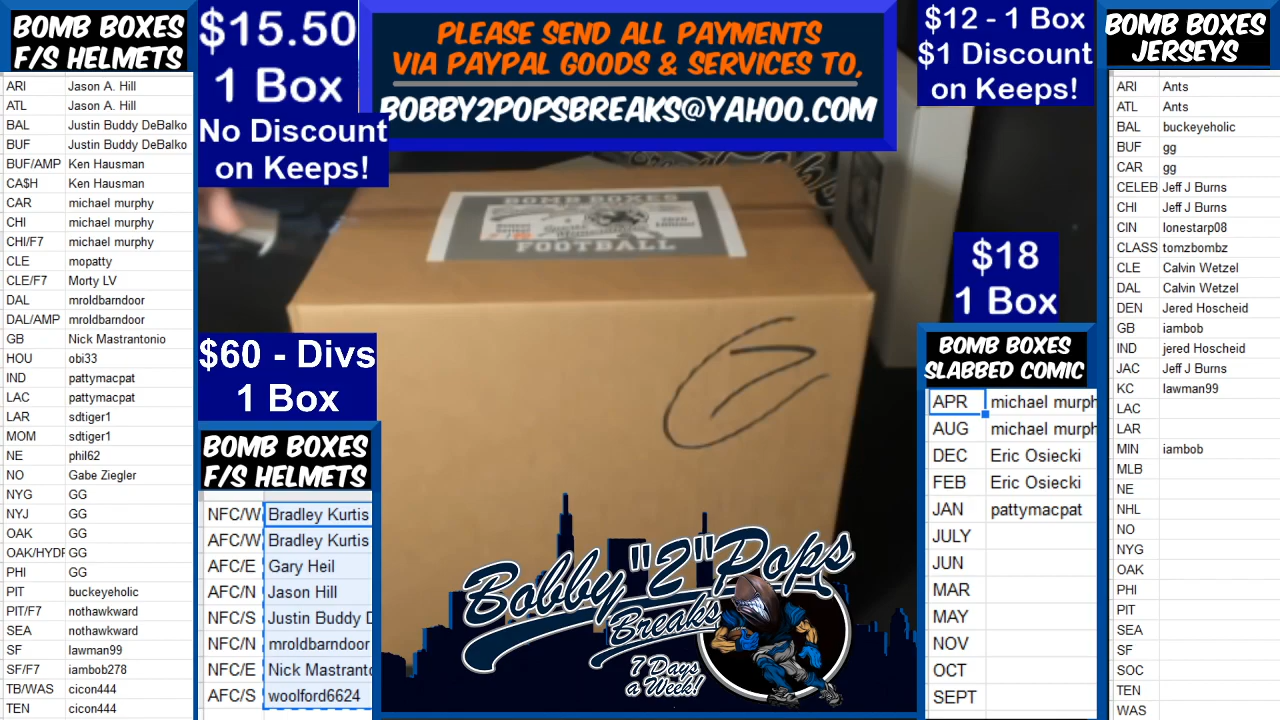 BOMB BOXES
F/S HELMETS
ARI Jason A. Hill
ATL Jason A. Hill
BAL Justin Buddy DeBalko
BUF Justin Buddy DeBalko
BUF/AMP Ken Hausman
CA$H Ken Hausman
CAR michael murphy
CHI michael murphy
CHI/F7 michael murphy
CLE mopatty
CLE/F7 Morty LV
DAL mroldbarndoor
DAL/AMP mroldbarndoor
GB Nick Mastrantonio
HOU obi33
IND pattymacpat
LAC pattymacpat
LAR sdtiger1
MOM sdtiger1
NE phil62
NO Gabe Ziegler
NYG GG
NYJ GG
OAK GG
OAK/HYDF GG
PHI GG
PIT buckeyeholic
PIT/F7 nothawkward
SEA nothawkward
SF lawman99
SF/F7 iambob278
TB/WAS cicon444
TEN cicon444
$15.50
1 Box
No Discount
on Keeps!
$60 - Divs
1 Box
BOMB BOXES
F/S HELMETS
NFC/W Bradley Kurtis
AFC/W Bradley Kurtis
AFC/E Gary Heil
AFC/N Jason Hill
NFC/S Justin Buddy D
NFC/N mroldbarndoor
NFC/E Nick Mastranto
AFC/S woolford6624
PLEASE SEND ALL PAYMENTS
VIA PAYPAL GOODS & SERVICES TO,
BOBBY2POPSBREAKS@YAHOO.COM
BOMB BOXES
FOOTBALL
Bobby "2" Pops
Breaks
7 Days
a Week!
$12 - 1 Box
$1 Discount
on Keeps!
$18
1 Box
BOMB BOXES
SLABBED COMIC
APR michael murph
AUG michael murph
DEC Eric Osiecki
FEB Eric Osiecki
JAN pattymacpat
JULY
JUN
MAR
MAY
NOV
OCT
SEPT
BOMB BOXES
JERSEYS
ARI Ants
ATL Ants
BAL buckeyeholic
BUF gg
CAR gg
CELEB Jeff J Burns
CHI Jeff J Burns
CIN lonestarp08
CLASS tomzbombz
CLE Calvin Wetzel
DAL Calvin Wetzel
DEN Jered Hoscheid
GB iambob
IND jered Hoscheid
JAC Jeff J Burns
KC lawman99
LAC
LAR
MIN iambob
MLB
NE
NHL
NO
NYG
OAK
PHI
PIT
SEA
SF
SOC
TEN
WAS